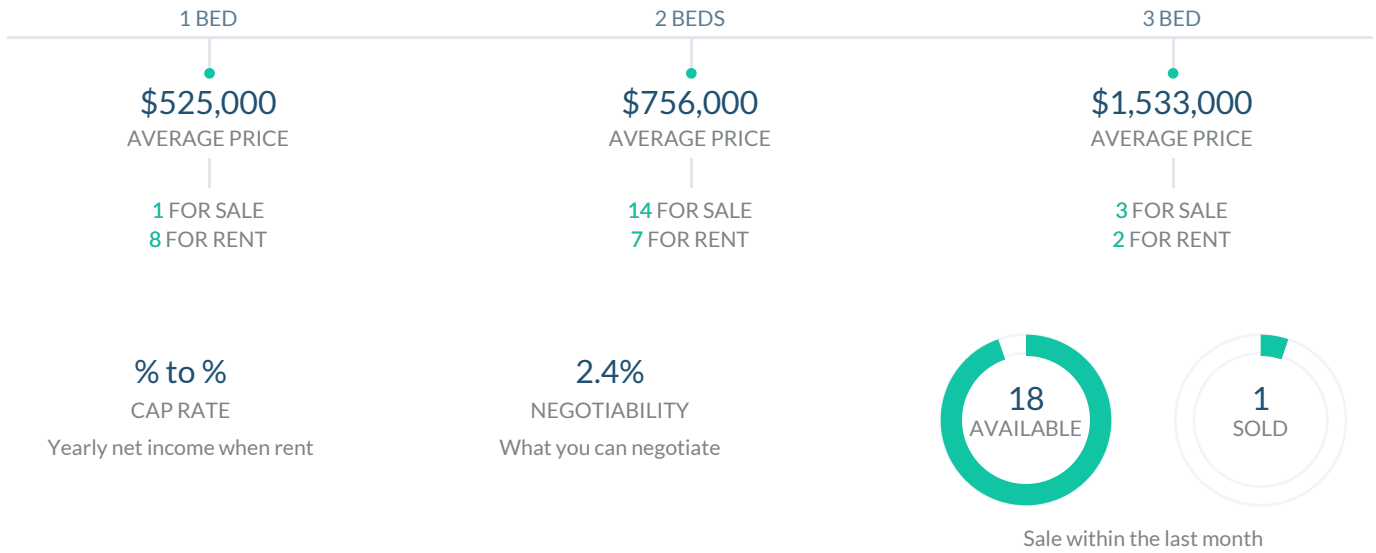 1 BED
$525,000
AVERAGE PRICE
1 FOR SALE
8 FOR RENT
2 BEDS
$756,000
AVERAGE PRICE
14 FOR SALE
7 FOR RENT
3 BED
$1,533,000
AVERAGE PRICE
3 FOR SALE
2 FOR RENT
% to %
CAP RATE
Yearly net income when rent
2.4%
NEGOTIABILITY
What you can negotiate
18
AVAILABLE
1
SOLD
Sale within the last month